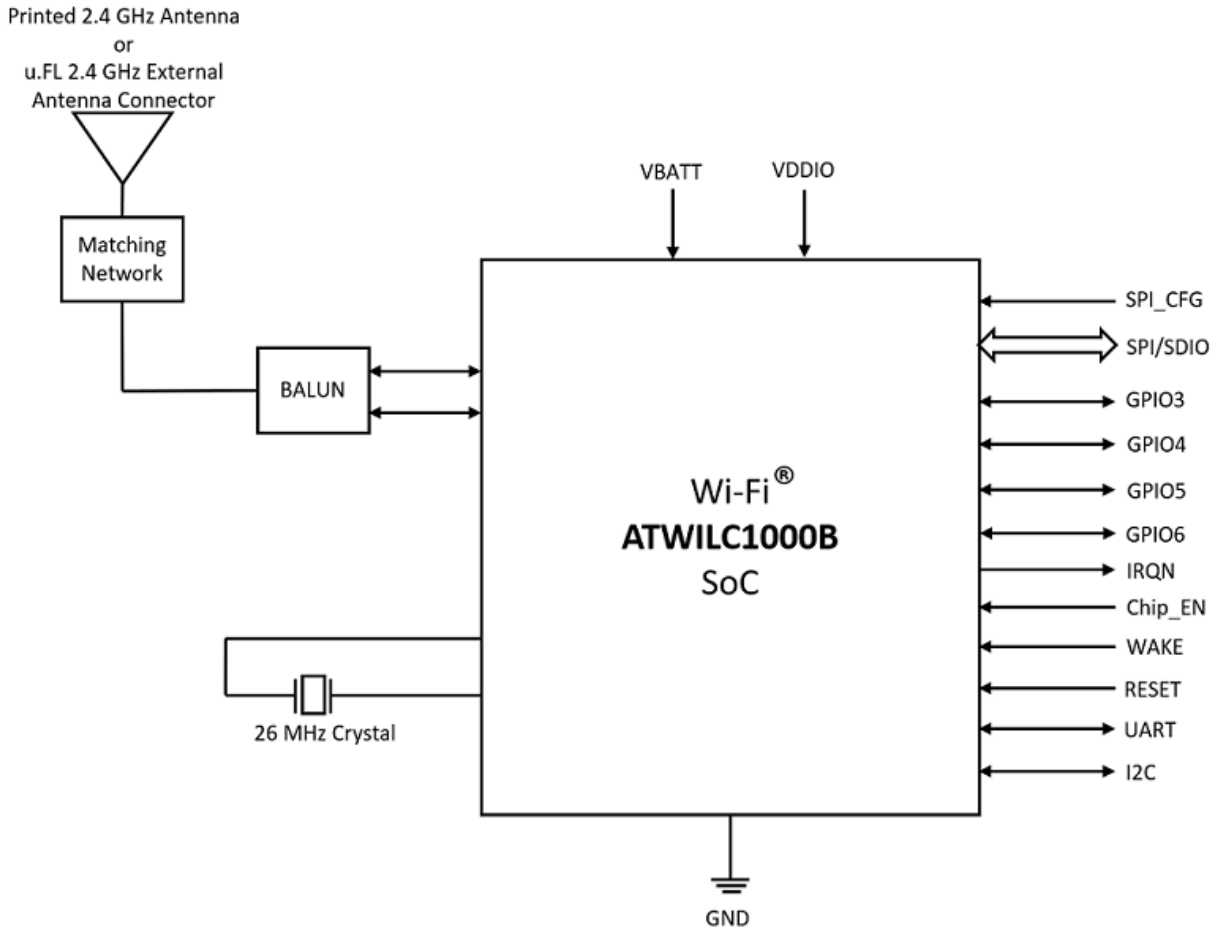 Printed 2.4 GHz Antenna
or
u.FL 2.4 GHz External
Antenna Connector
Matching
Network
BALUN
26 MHz Crystal
VBATT
VDDIO
Wi-Fi®
ATWILC1000B
SoC
SPI_CFG
SPI/SDIO
GPIO3
GPIO4
GPIO5
GPIO6
IRQN
Chip_EN
WAKE
RESET
UART
I2C
GND